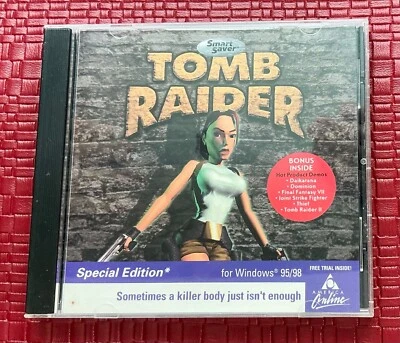 Smart
Saver
TOMB
RAIDER
BONUS
INSIDE
Hot Product Demos
• Daikatana
• Dominion
• Final Fantasy VII
• Joint Strike Fighter
• Thief
• Tomb Raider II
Special Edition*
for Windows® 95/98
FREE TRIAL INSIDE!
AMERICA
Online
Sometimes a killer body just isn't enough